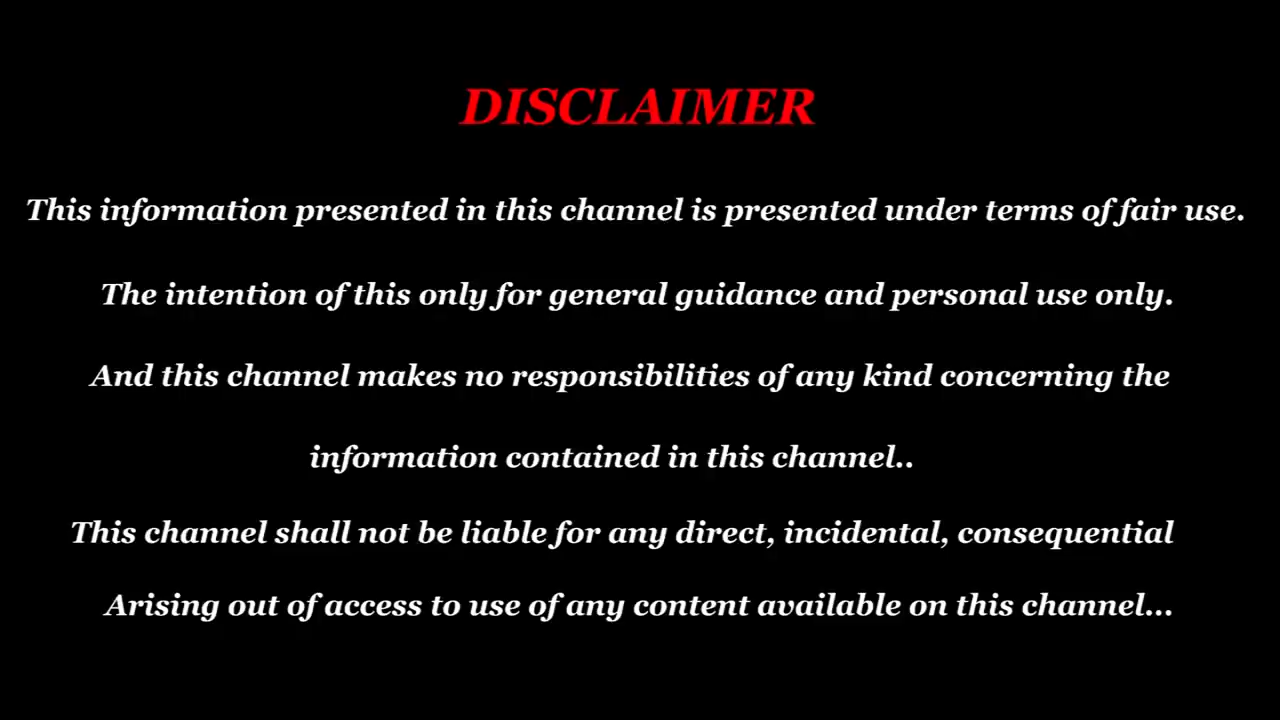 DISCLAIMER
This information presented in this channel is presented under terms of fair use.
The intention of this only for general guidance and personal use only.
And this channel makes no responsibilities of any kind concerning the
information contained in this channel..
This channel shall not be liable for any direct, incidental, consequential
Arising out of access to use of any content available on this channel...